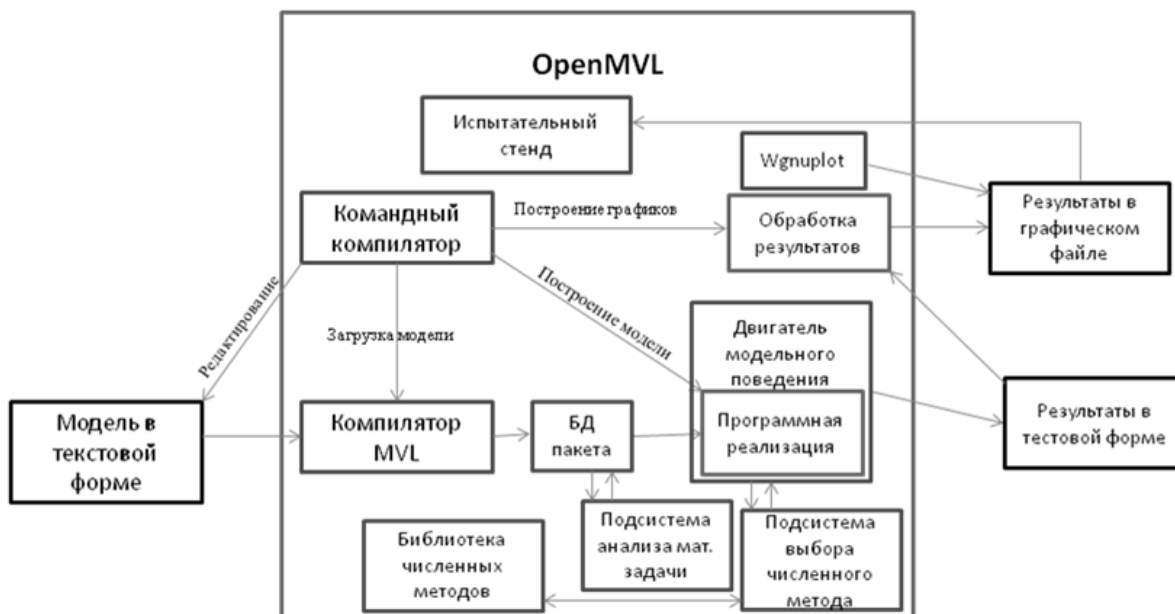 OpenMVL
Испытательный
стенд
Wgnuplot
Командный
компилятор
Построение графиков
Обработка
результатов
Результаты в
графическом
файле
Редактирование
Загрузка модели
Построение модели
Двигатель
модельного
поведения
Программная
реализация
Модель в
текстовой
форме
Компилятор
MVL
БД
пакета
Результаты в
тестовой форме
Библиотека
численных
методов
Подсистема
анализа мат.
задачи
Подсистема
выбора
численного
метода